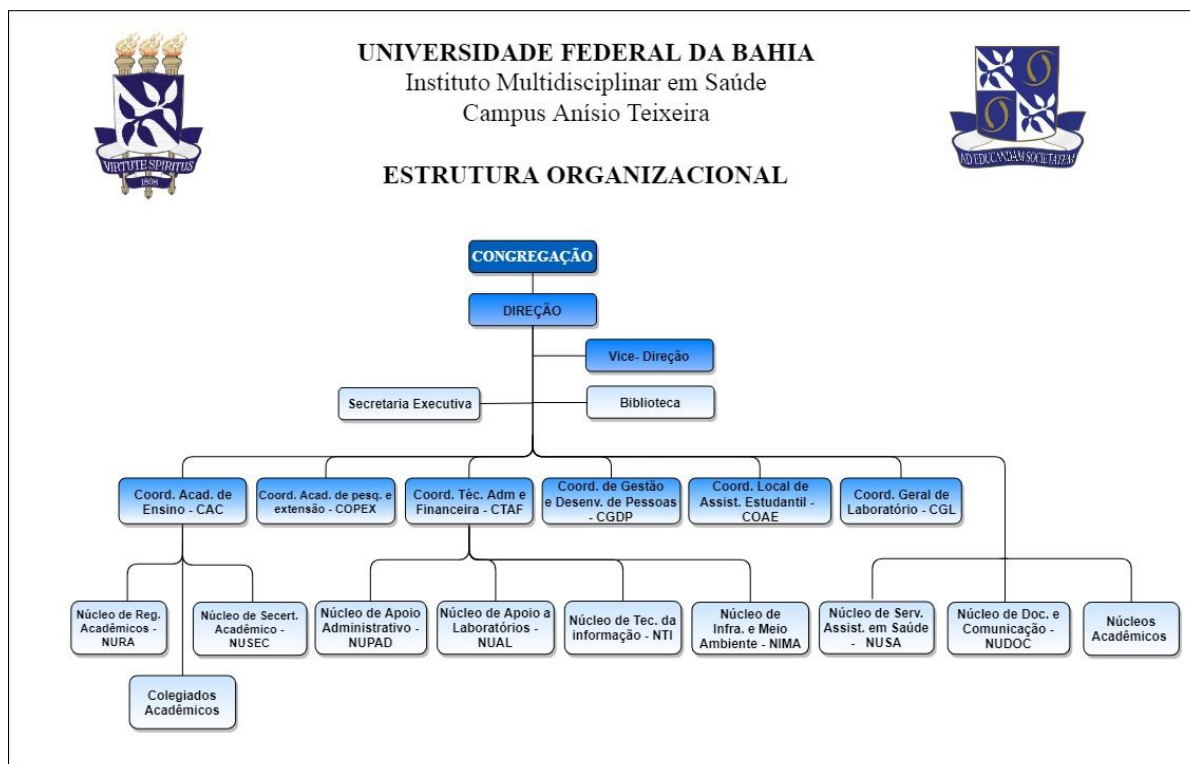 UNIVERSIDADE FEDERAL DA BAHIA
Instituto Multidisciplinar em Saúde
Campus Anísio Teixeira
VIRTUTE SPIRITUS
1808
AD EDUCANDAM SOCIETATEM
ESTRUTURA ORGANIZACIONAL
CONGREGAÇÃO
DIREÇÃO
Vice- Direção
Secretaria Executiva
Biblioteca
Coord. Acad. de
Ensino - CAC
Coord. Acad. de pesq. e
extensão - COPEX
Coord. Téc. Adm e
Financeira - CTAF
Coord. de Gestão
e Desenv. de Pessoas
- CGDP
Coord. Local de
Assist. Estudantil -
COAE
Coord. Geral de
Laboratório - CGL
Núcleo de Reg.
Acadêmicos -
NURA
Núcleo de Secert.
Acadêmico -
NUSEC
Núcleo de Apoio
Administrativo -
NUPAD
Núcleo de Apoio a
Laboratórios -
NUAL
Núcleo de Tec. da
informação - NTI
Núcleo de
Infra. e Meio
Ambiente - NIMA
Núcleo de Serv.
Assist. em Saúde
- NUSA
Núcleo de Doc. e
Comunicação -
NUDOC
Núcleos
Acadêmicos
Colegiados
Acadêmicos